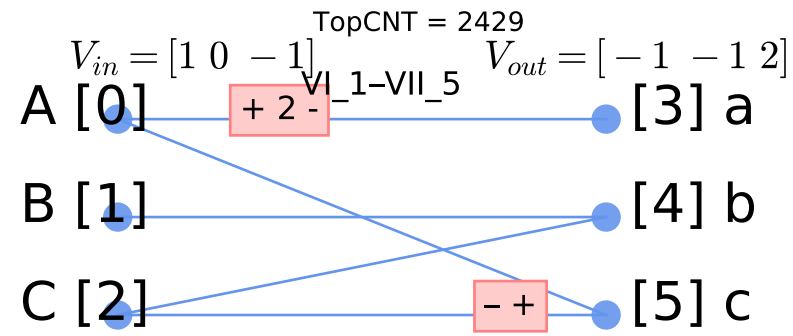 TopCNT = 2429
V_in = [1 0 − 1]
V_out = [− 1 − 1 2]
VI_1–VII_5
A [0]
+ 2 -
[3] a
B [1]
[4] b
C [2]
– +
[5] c